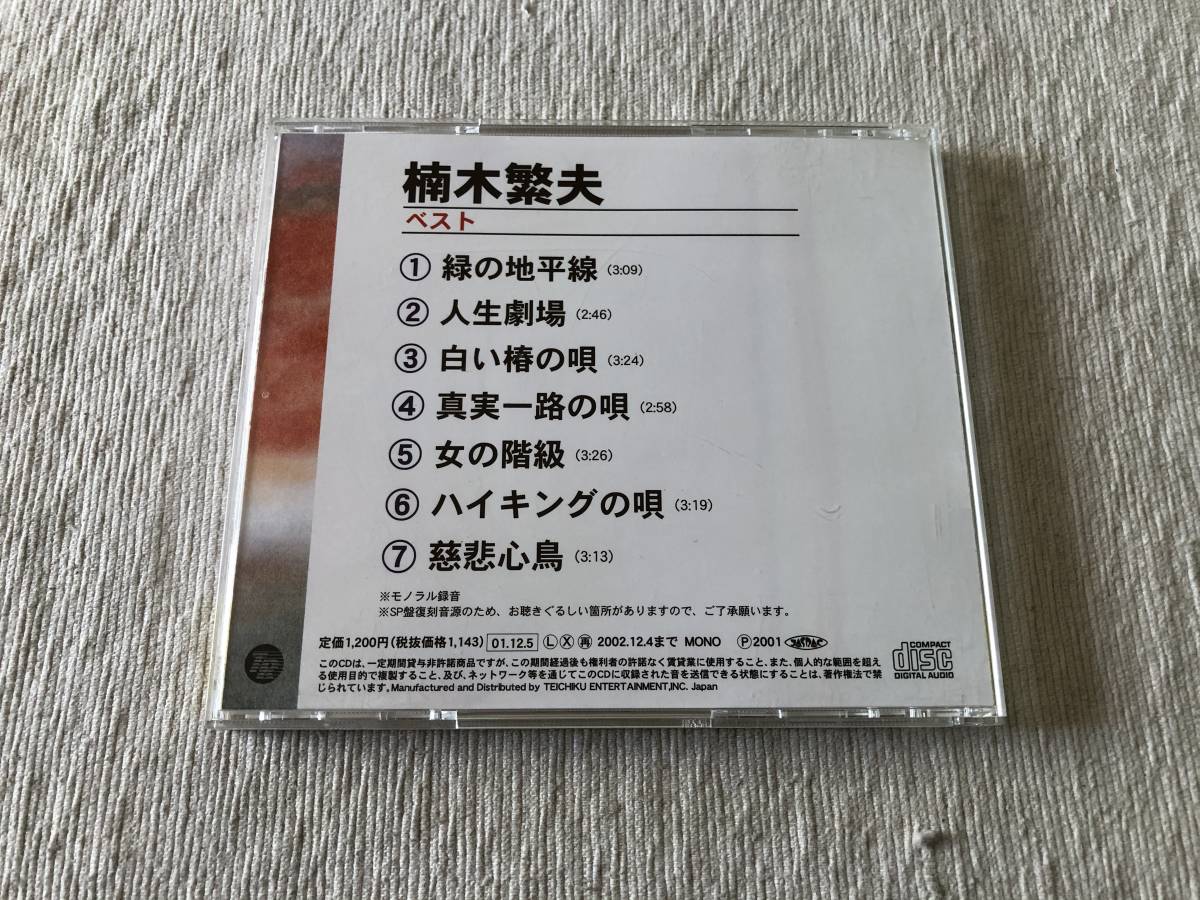 楠木繁夫
ベスト
① 緑の地平線 (3:09)
② 人生劇場 (2:46)
③ 白い椿の唄 (3:24)
④ 真実一路の唄 (2:58)
⑤ 女の階級 (3:26)
⑥ ハイキングの唄 (3:19)
⑦ 慈悲心鳥 (3:13)
※モノラル録音
※SP盤復刻音源のため、お聴きぐるしい箇所がありますので、ご了承願います。
定価1,200円(税抜価格1,143) 01.12.5 Ⓛ Ⓧ ㊢ 2002.12.4まで MONO Ⓟ2001 JASRAC
このCDは、一定期間貸与非許諾商品ですが、この期間経過後も権利者の許諾なく賃貸業に使用すること、また、個人的な範囲を超え
る使用目的で複製すること、及び、ネットワーク等を通じてこのCDに収録された音を送信できる状態にすることは、著作権法で禁
じられています。Manufactured and Distributed by TEICHIKU ENTERTAINMENT,INC. Japan
COMPACT
disc
DIGITAL AUDIO